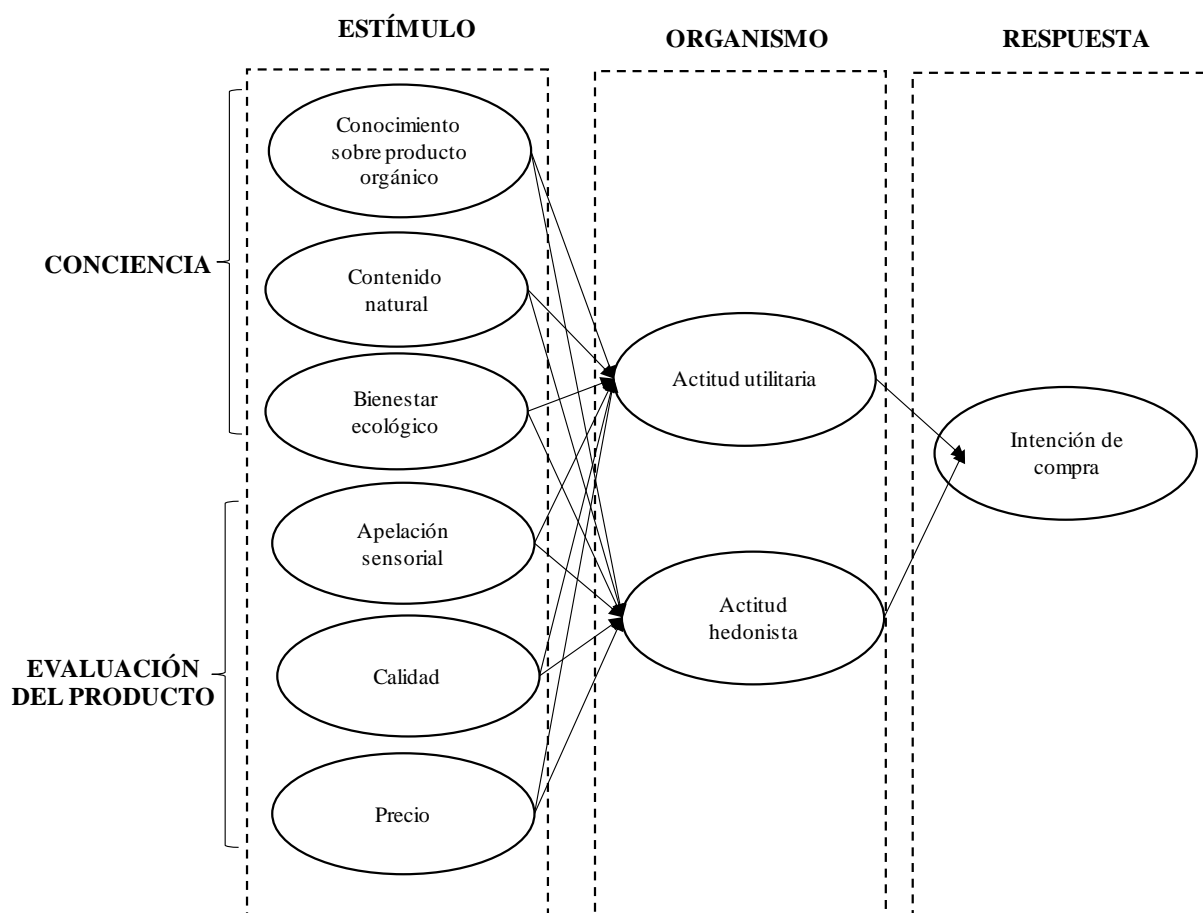 ESTÍMULO
ORGANISMO
RESPUESTA
CONCIENCIA
Conocimiento
sobre producto
orgánico
Contenido
natural
Bienestar
ecológico
EVALUACIÓN
DEL PRODUCTO
Apelación
sensorial
Calidad
Precio
Actitud utilitaria
Actitud
hedonista
Intención de
compra